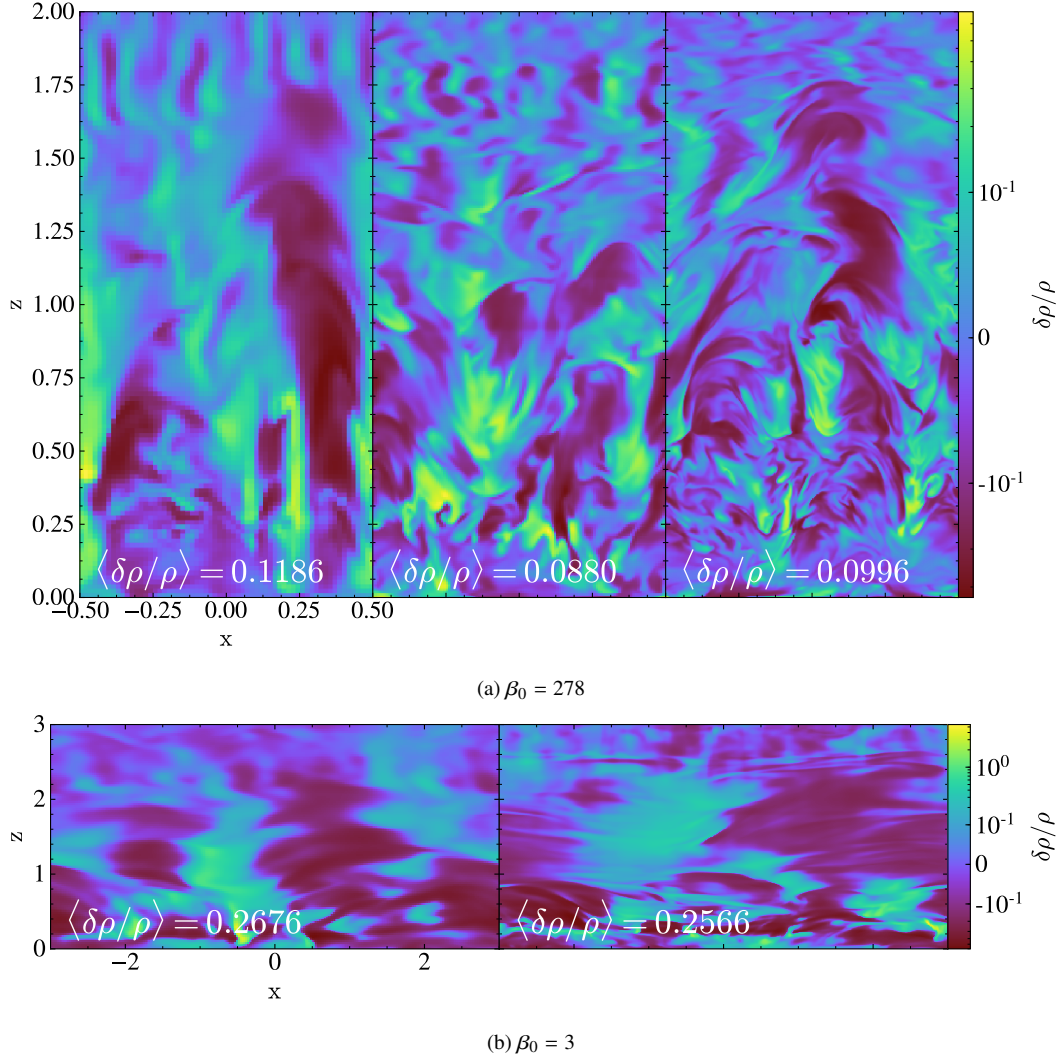 2.00
1.75
1.50
1.25
1.00
0.75
0.50
0.25
0.00
z
⟨δρ/ρ⟩ = 0.1186
⟨δρ/ρ⟩ = 0.0880
⟨δρ/ρ⟩ = 0.0996
−0.50 −0.25 0.00 0.25 0.50
x
10⁻¹
0
-10⁻¹
δρ/ρ
(a) β₀ = 278
3
2
1
0
z
⟨δρ/ρ⟩ = 0.2676
⟨δρ/ρ⟩ = 0.2566
−2 0 2
x
10⁰
10⁻¹
0
-10⁻¹
δρ/ρ
(b) β₀ = 3